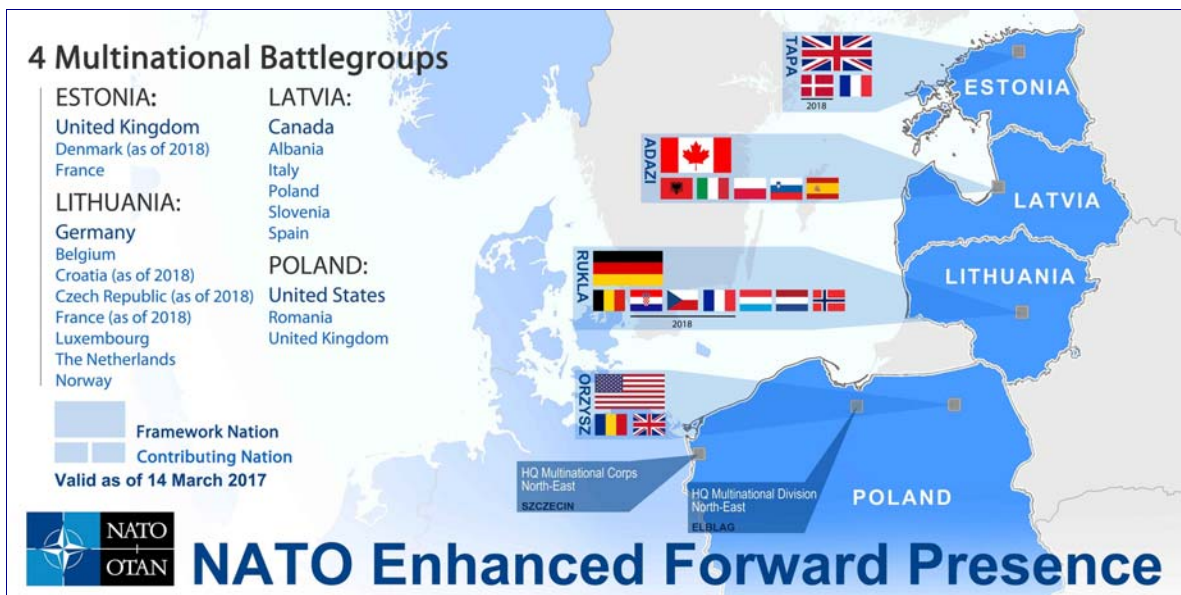 4 Multinational Battlegroups
ESTONIA:
United Kingdom
Denmark (as of 2018)
France
LITHUANIA:
Germany
Belgium
Croatia (as of 2018)
Czech Republic (as of 2018)
France (as of 2018)
Luxembourg
The Netherlands
Norway
LATVIA:
Canada
Albania
Italy
Poland
Slovenia
Spain
POLAND:
United States
Romania
United Kingdom
Framework Nation
Contributing Nation
Valid as of 14 March 2017
TAPA
2018
ESTONIA
ADAZI
LATVIA
RUKLA
2018
LITHUANIA
ORZYSZ
HQ Multinational Corps
North-East
SZCZECIN
HQ Multinational Division
North-East
ELBLAG
POLAND
NATO
OTAN
NATO Enhanced Forward Presence